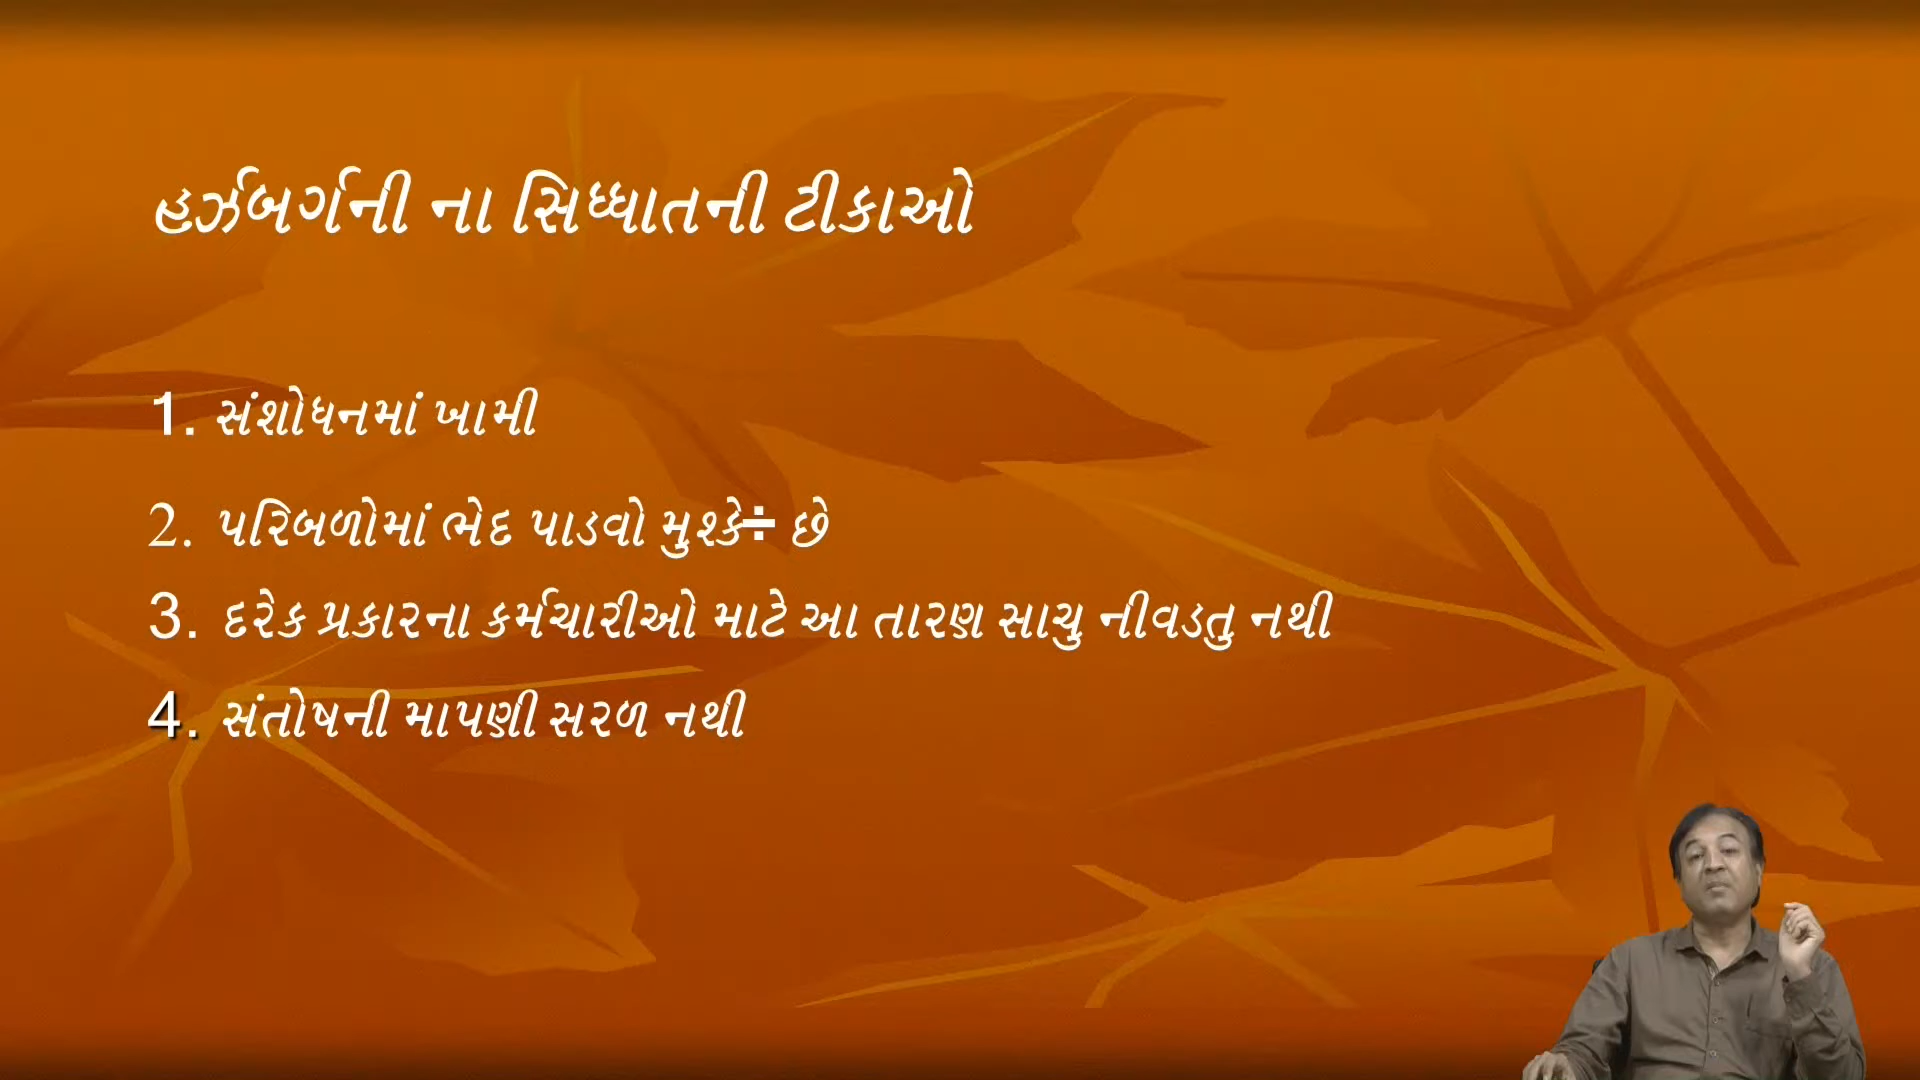 હર્ઝબર્ગની ના સિધ્ધાતની ટીકાઓ
1. સંશોધનમાં ખામી
2. પરિબળોમાં ભેદ પાડવો મુશ્કે÷ છે
3. દરેક પ્રકારના કર્મચારીઓ માટે આ તારણ સાચુ નીવડતુ નથી
4. સંતોષની માપણી સરળ નથી